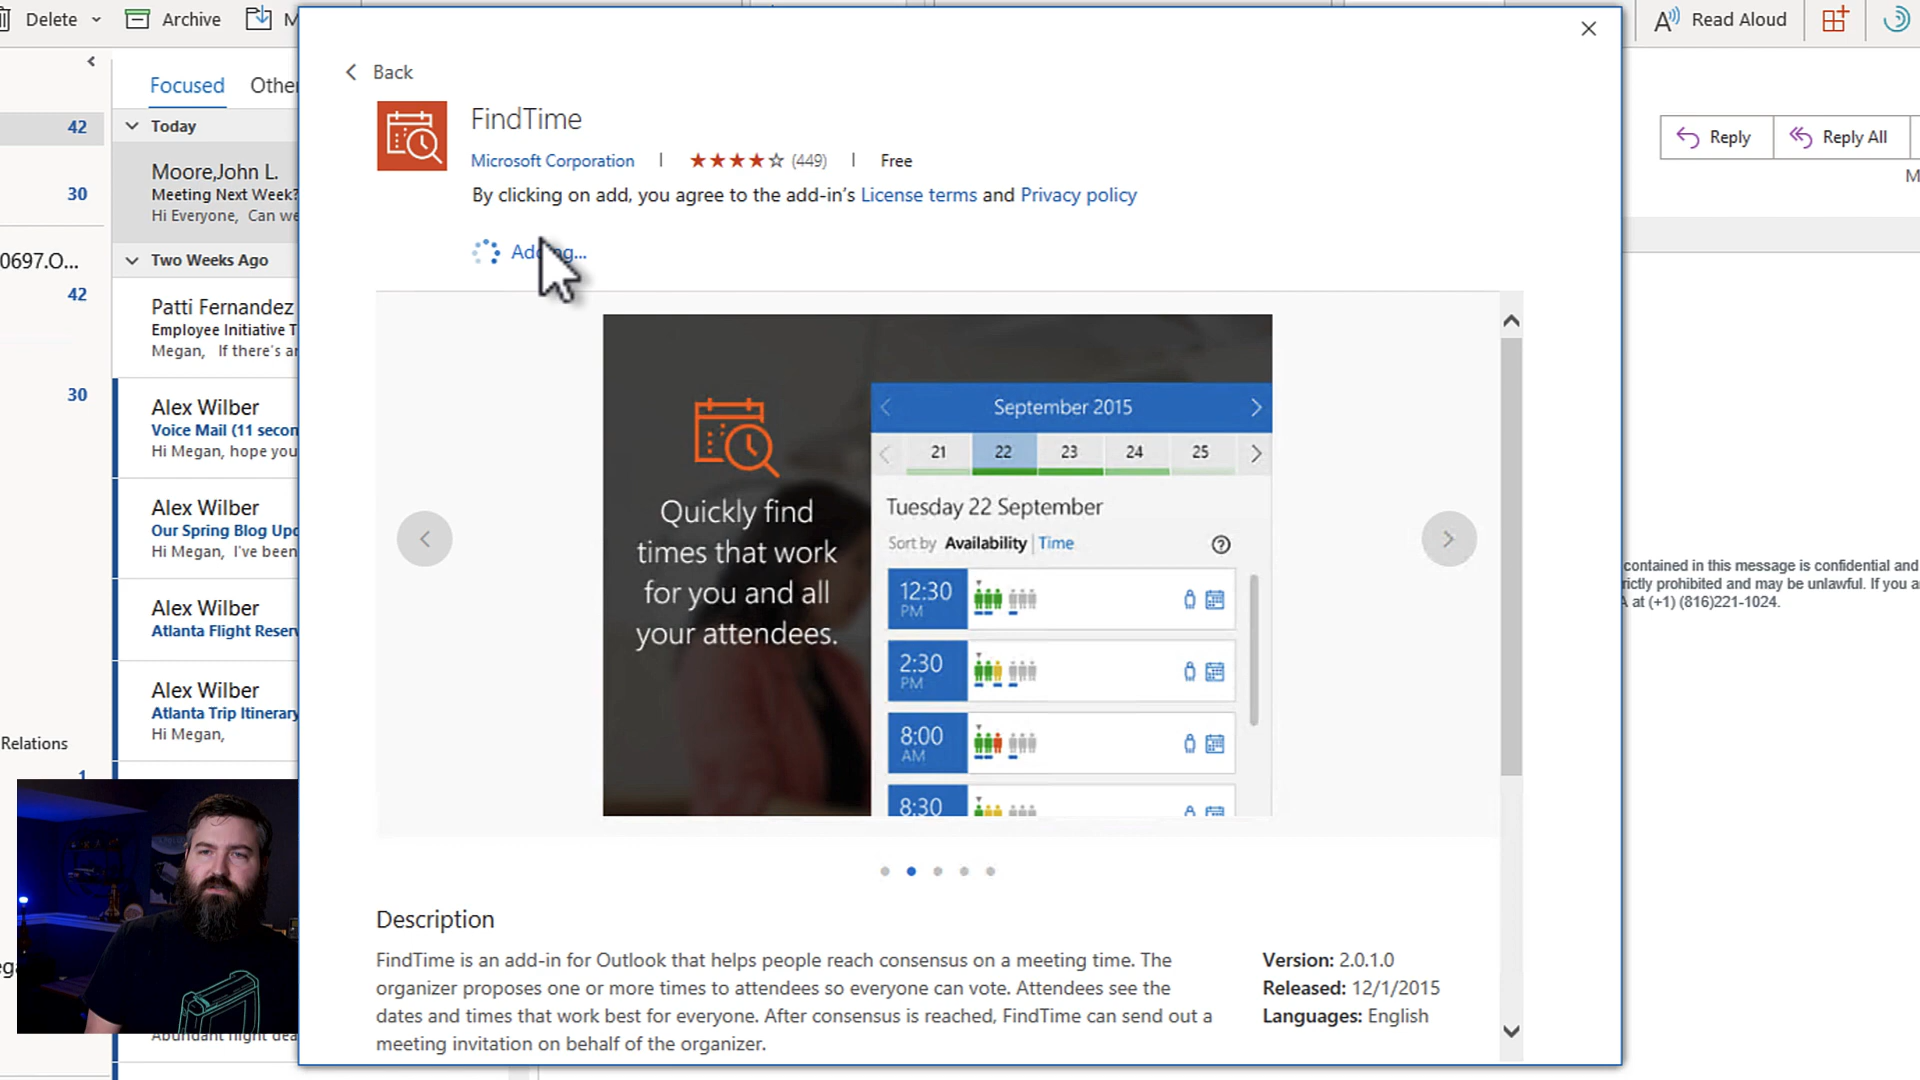 Delete
Archive
M
Read Aloud
Focused
Other
42
Today
Moore,John L.
Meeting Next Week?
Hi Everyone, Can we
30
0697.O...
42
Two Weeks Ago
Patti Fernandez
Employee Initiative T
Megan, If there's an
30
Alex Wilber
Voice Mail (11 secon
Hi Megan, hope you
Alex Wilber
Our Spring Blog Upd
Hi Megan, I've been
Alex Wilber
Atlanta Flight Reserv
Alex Wilber
Atlanta Trip Itinerary
Hi Megan,
Relations
1
Back
FindTime
Microsoft Corporation | (449) | Free
By clicking on add, you agree to the add-in's License terms and Privacy policy
Quickly find
times that work
for you and all
your attendees.
September 2015
21 22 23 24 25
Tuesday 22 September
Sort by Availability | Time
12:30
PM
2:30
PM
8:00
AM
8:30
Description
FindTime is an add-in for Outlook that helps people reach consensus on a meeting time. The
organizer proposes one or more times to attendees so everyone can vote. Attendees see the
dates and times that work best for everyone. After consensus is reached, FindTime can send out a
meeting invitation on behalf of the organizer.
Version: 2.0.1.0
Released: 12/1/2015
Languages: English
Reply
Reply All
M
contained in this message is confidential and
rictly prohibited and may be unlawful. If you a
at (+1) (816)221-1024.